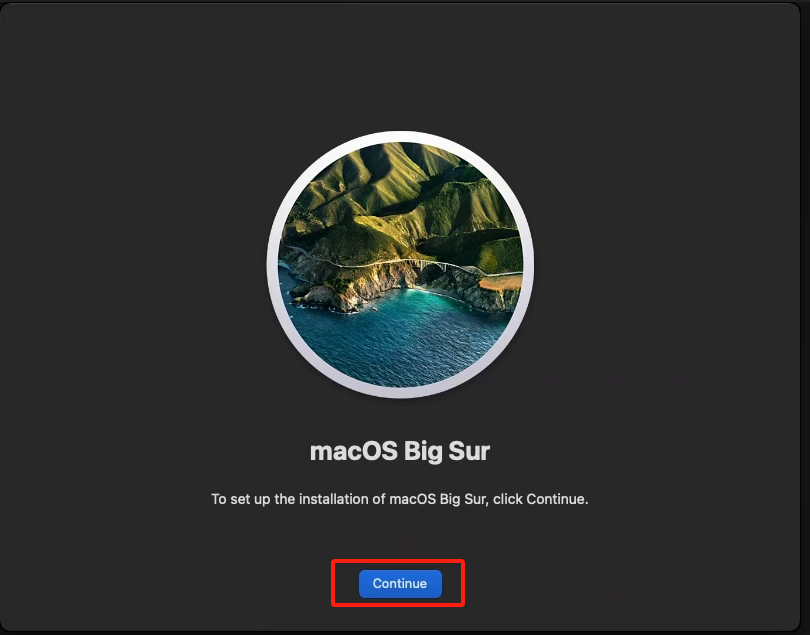 macOS Big Sur
To set up the installation of macOS Big Sur, click Continue.
Continue